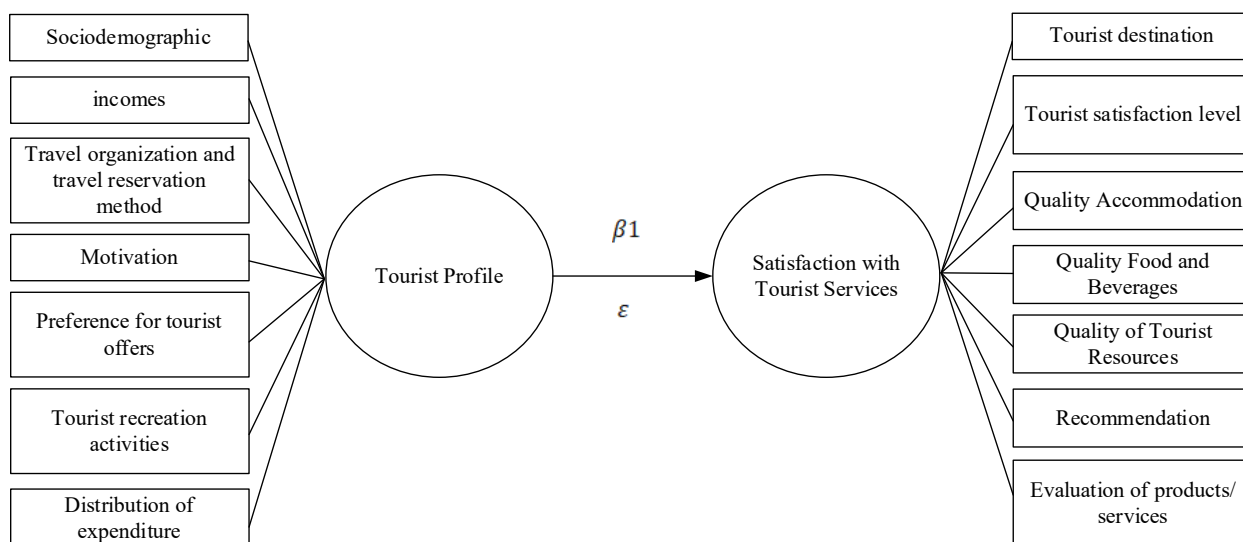 Sociodemographic
incomes
Travel organization and
travel reservation
method
Motivation
Preference for tourist
offers
Tourist recreation
activities
Distribution of
expenditure
Tourist Profile
β1
ε
Satisfaction with
Tourist Services
Tourist destination
Tourist satisfaction level
Quality Accommodation
Quality Food and
Beverages
Quality of Tourist
Resources
Recommendation
Evaluation of products/
services